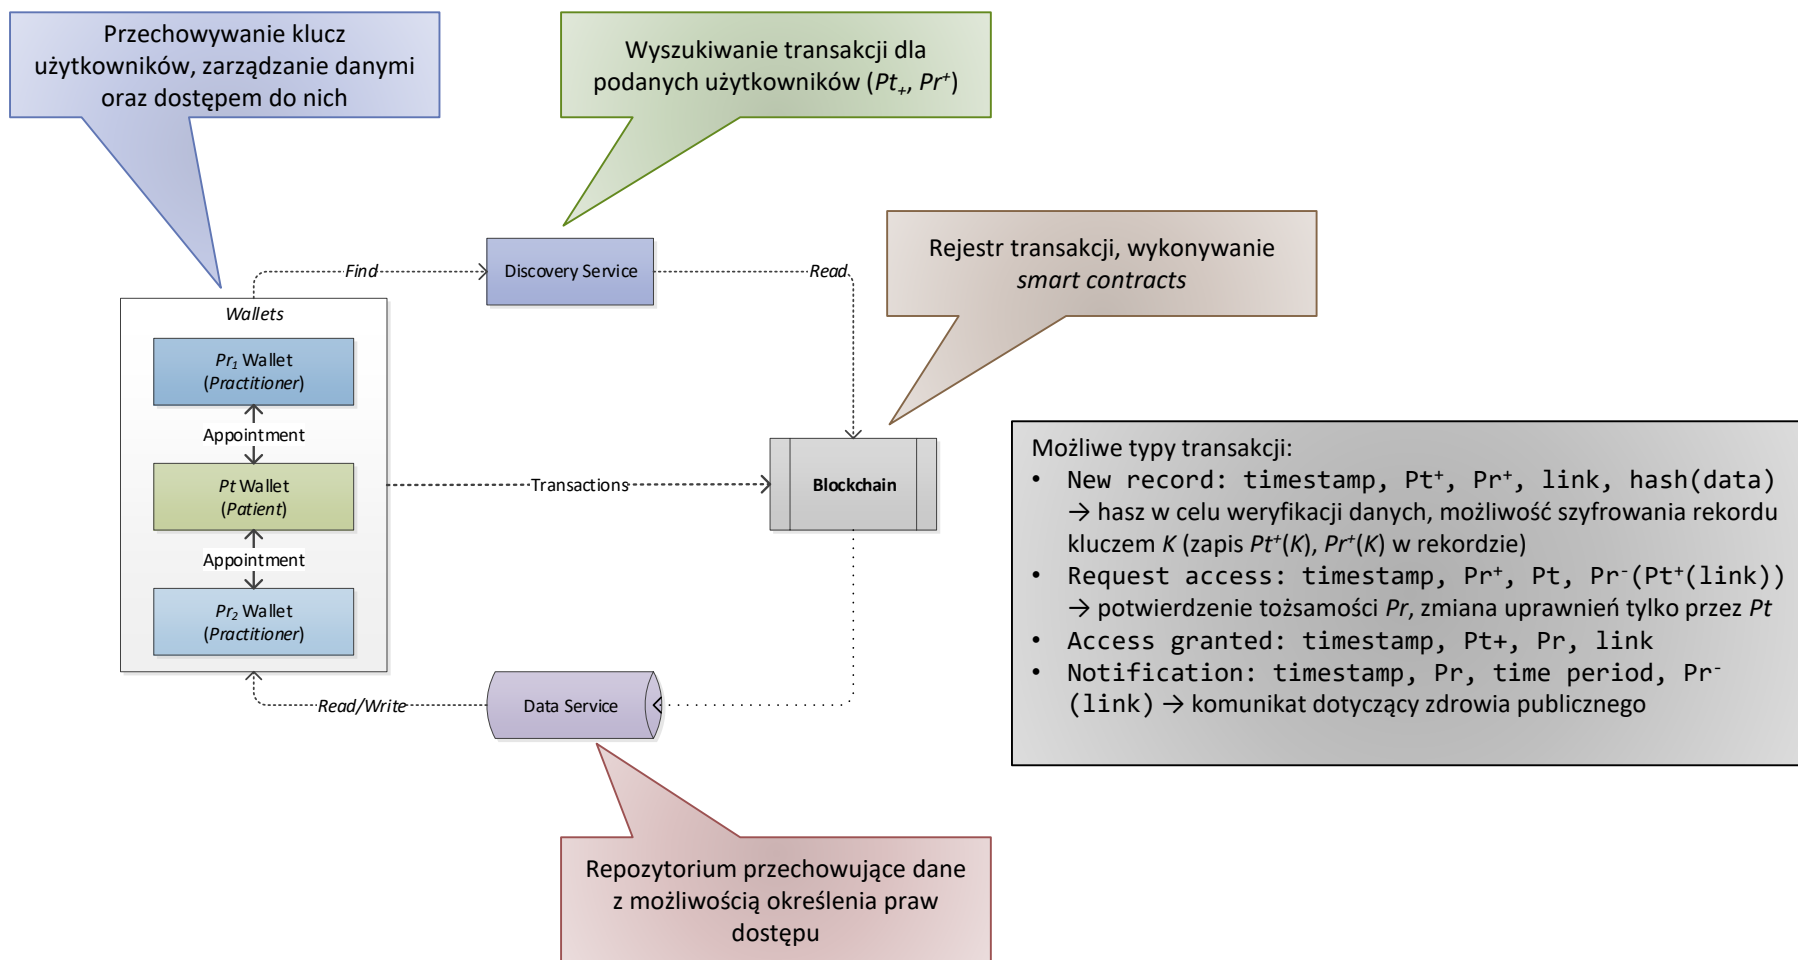 Przechowywanie klucz
użytkowników, zarządzanie danymi
oraz dostępem do nich
Wyszukiwanie transakcji dla
podanych użytkowników (Pt₊, Pr⁺)
Rejestr transakcji, wykonywanie
smart contracts
Find
Discovery Service
Read
Wallets
Pr₁ Wallet
(Practitioner)
Appointment
Pt Wallet
(Patient)
Appointment
Pr₂ Wallet
(Practitioner)
Transactions
Blockchain
Read/Write
Data Service
Możliwe typy transakcji:
• New record: timestamp, Pt⁺, Pr⁺, link, hash(data)
→ hasz w celu weryfikacji danych, możliwość szyfrowania rekordu
kluczem K (zapis Pt⁺(K), Pr⁺(K) w rekordzie)
• Request access: timestamp, Pr⁺, Pt, Pr⁻(Pt⁺(link))
→ potwierdzenie tożsamości Pr, zmiana uprawnień tylko przez Pt
• Access granted: timestamp, Pt+, Pr, link
• Notification: timestamp, Pr, time period, Pr⁻
(link) → komunikat dotyczący zdrowia publicznego
Repozytorium przechowujące dane
z możliwością określenia praw
dostępu